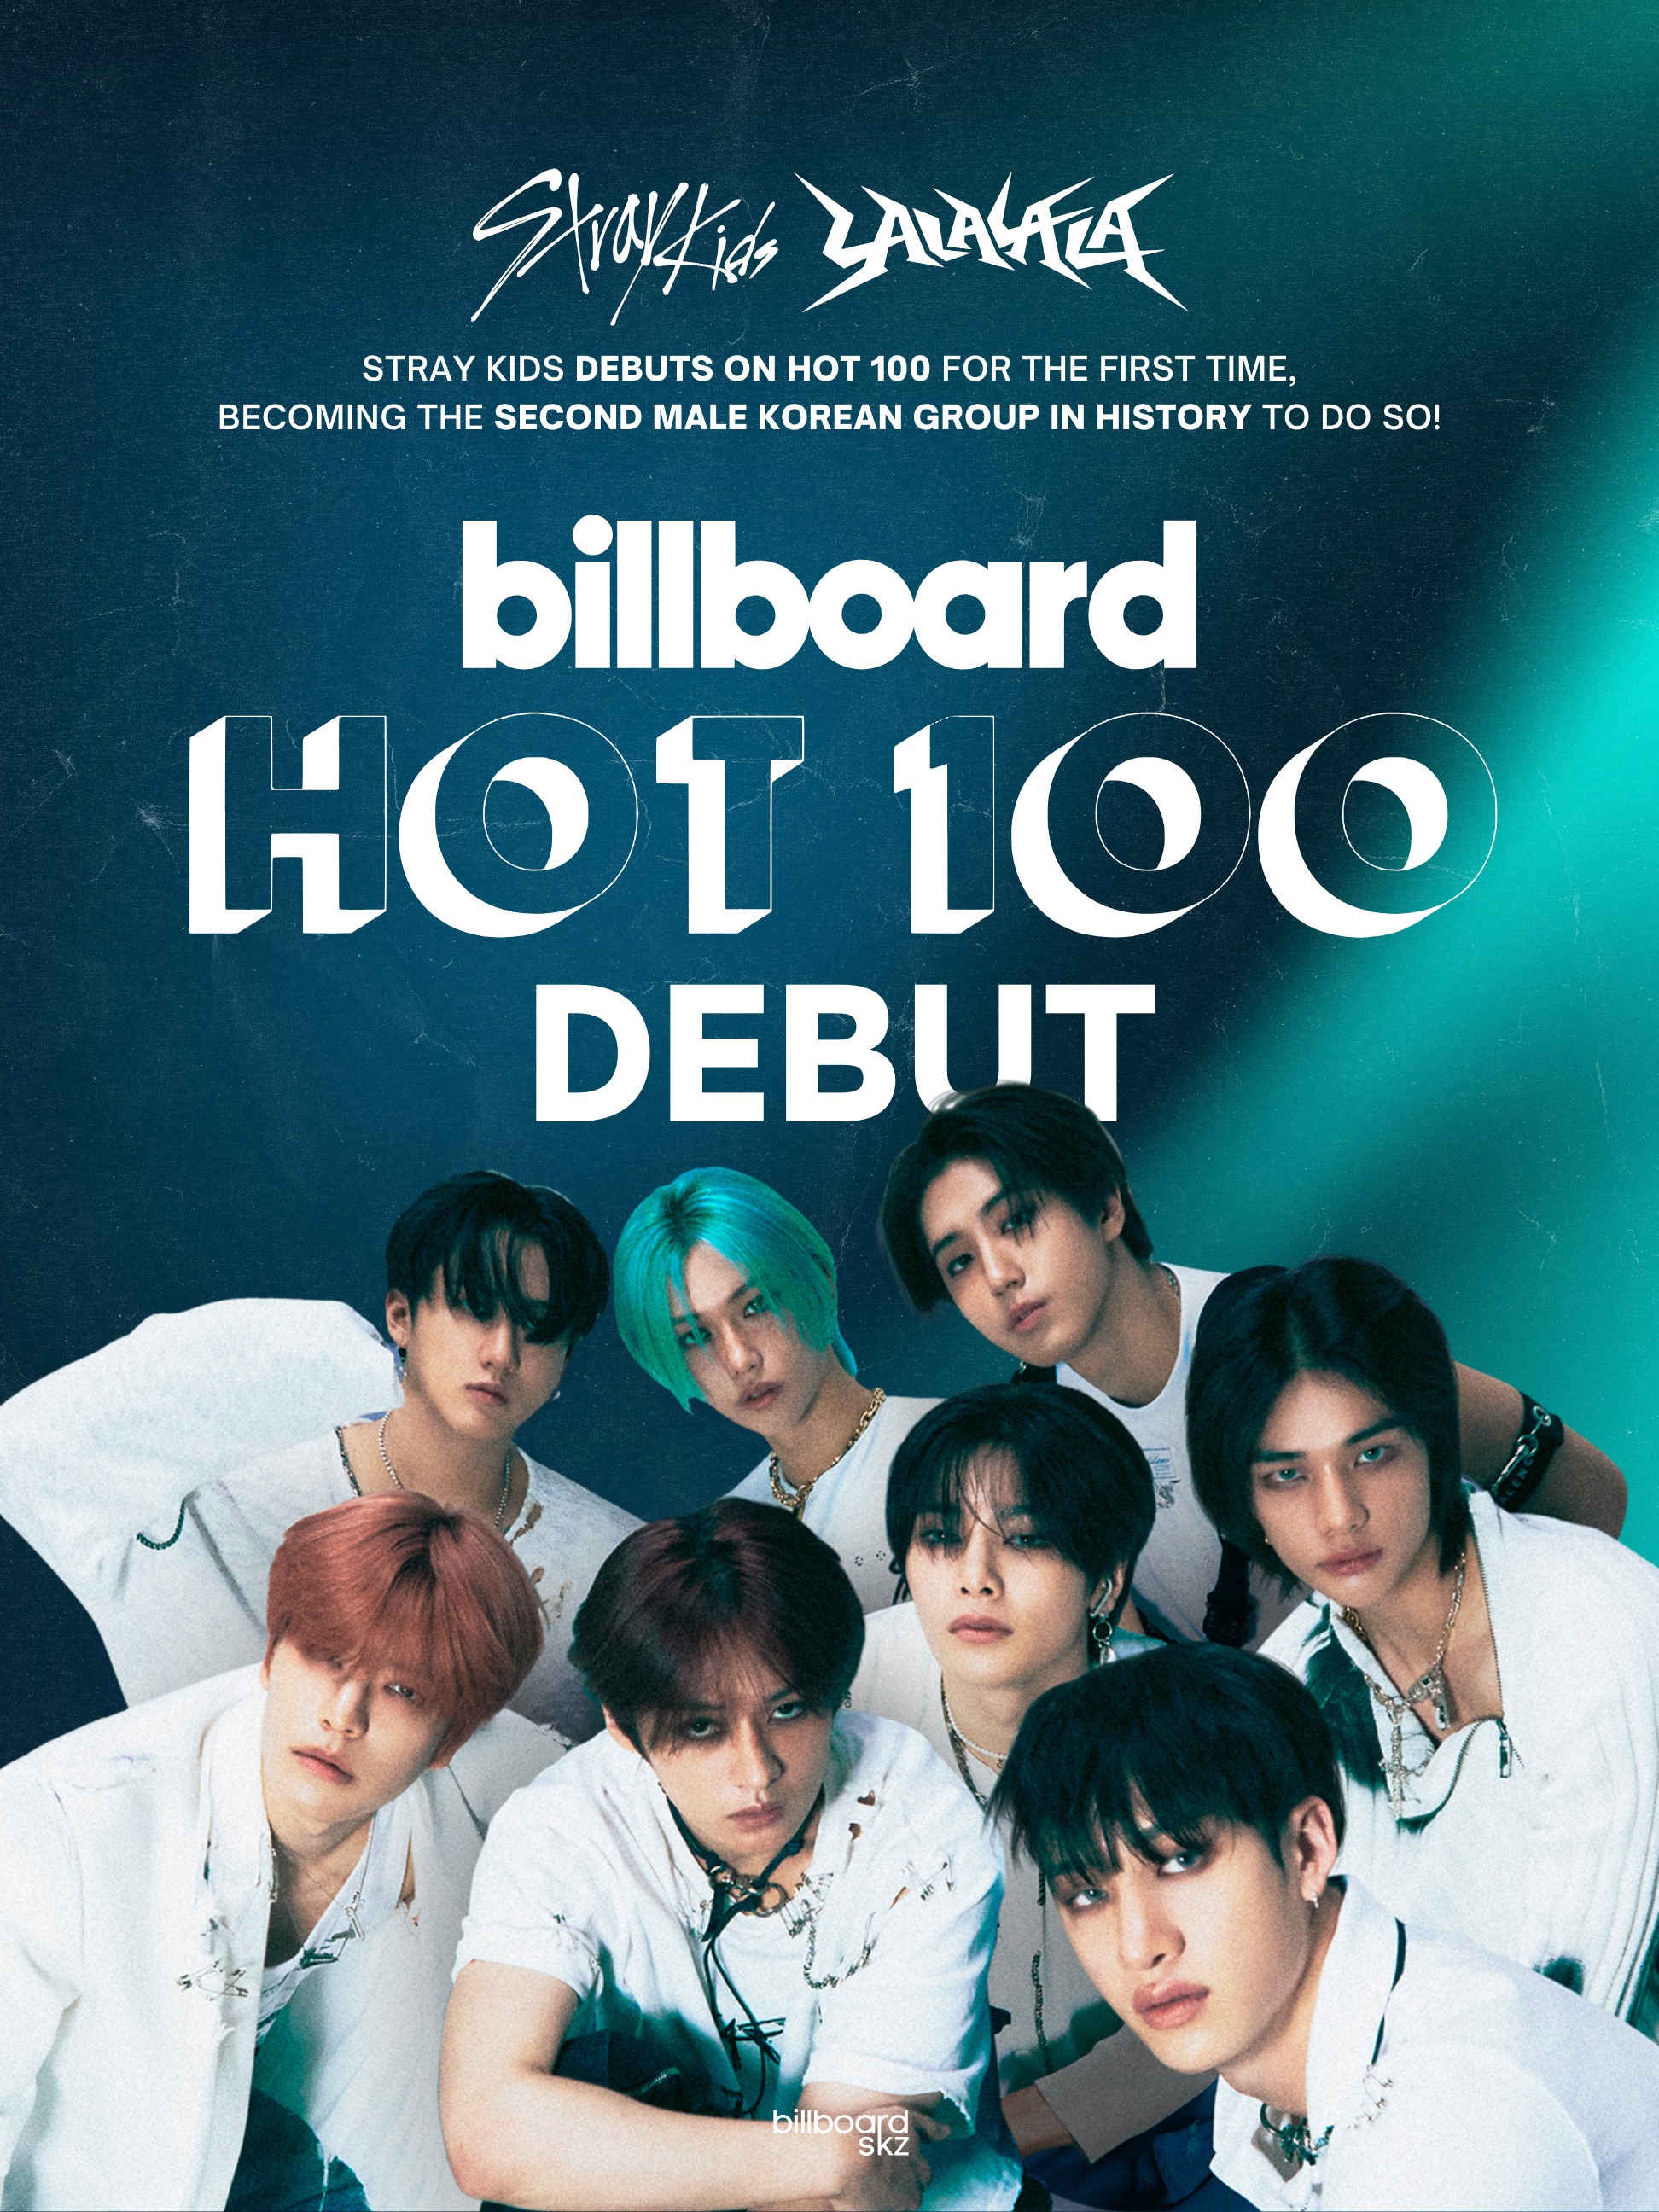 Stray Kids LALALALA
STRAY KIDS DEBUTS ON HOT 100 FOR THE FIRST TIME,
BECOMING THE SECOND MALE KOREAN GROUP IN HISTORY TO DO SO!
billboard
HOT 100
DEBUT
billboard
skz